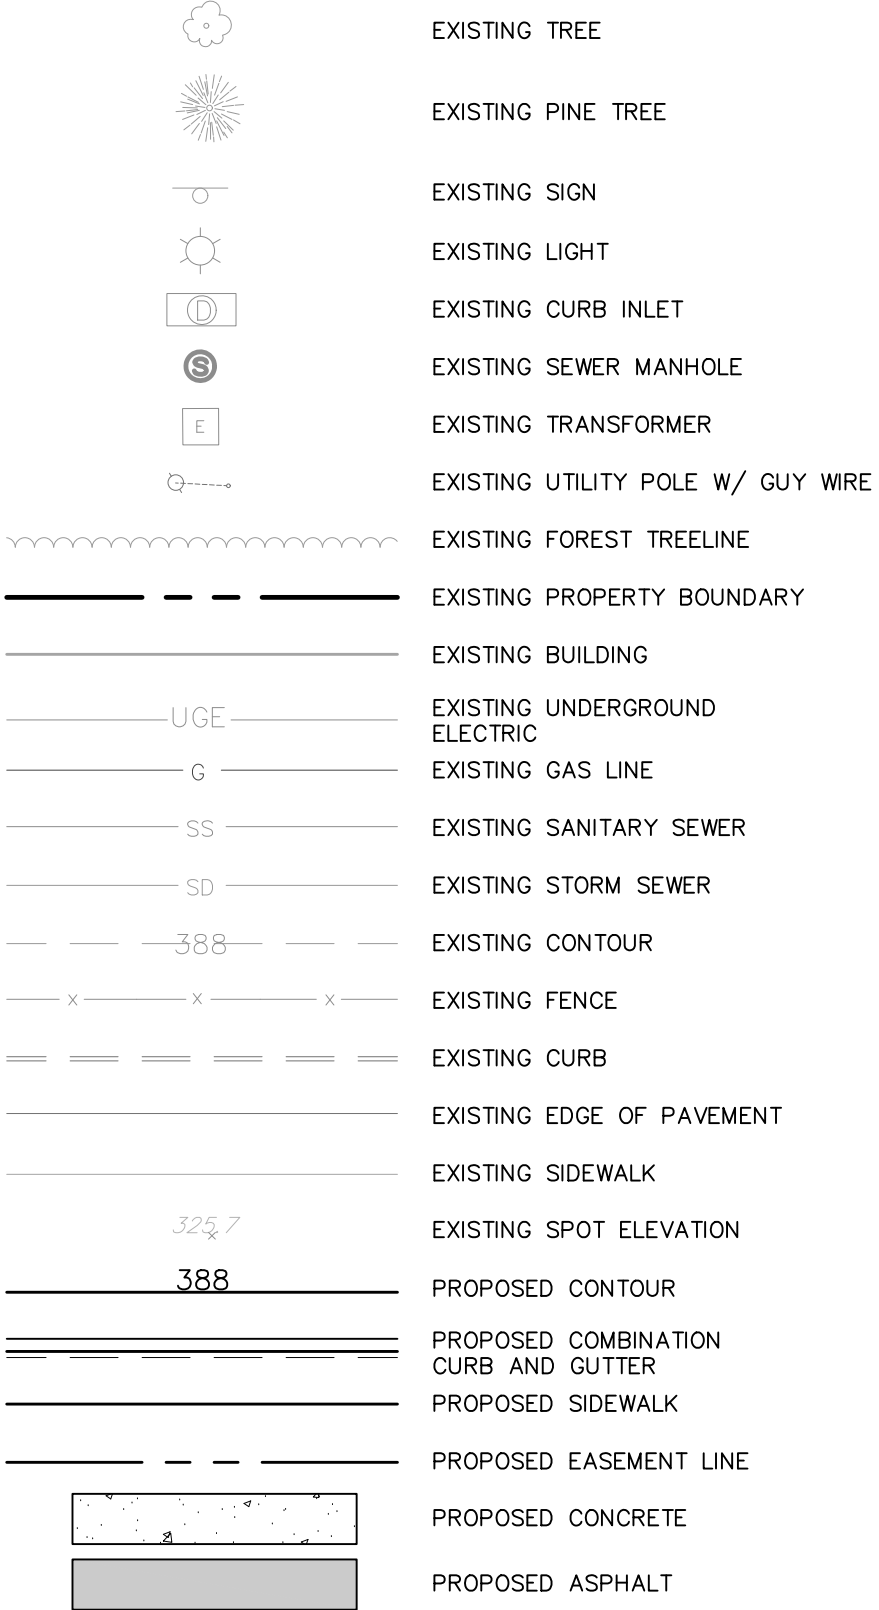 EXISTING TREE
EXISTING PINE TREE
EXISTING SIGN
EXISTING LIGHT
D EXISTING CURB INLET
S EXISTING SEWER MANHOLE
E EXISTING TRANSFORMER
EXISTING UTILITY POLE W/ GUY WIRE
EXISTING FOREST TREELINE
EXISTING PROPERTY BOUNDARY
EXISTING BUILDING
UGE EXISTING UNDERGROUND
ELECTRIC
G EXISTING GAS LINE
SS EXISTING SANITARY SEWER
SD EXISTING STORM SEWER
388 EXISTING CONTOUR
X X X EXISTING FENCE
EXISTING CURB
EXISTING EDGE OF PAVEMENT
EXISTING SIDEWALK
325.7 EXISTING SPOT ELEVATION
388 PROPOSED CONTOUR
PROPOSED COMBINATION
CURB AND GUTTER
PROPOSED SIDEWALK
PROPOSED EASEMENT LINE
PROPOSED CONCRETE
PROPOSED ASPHALT